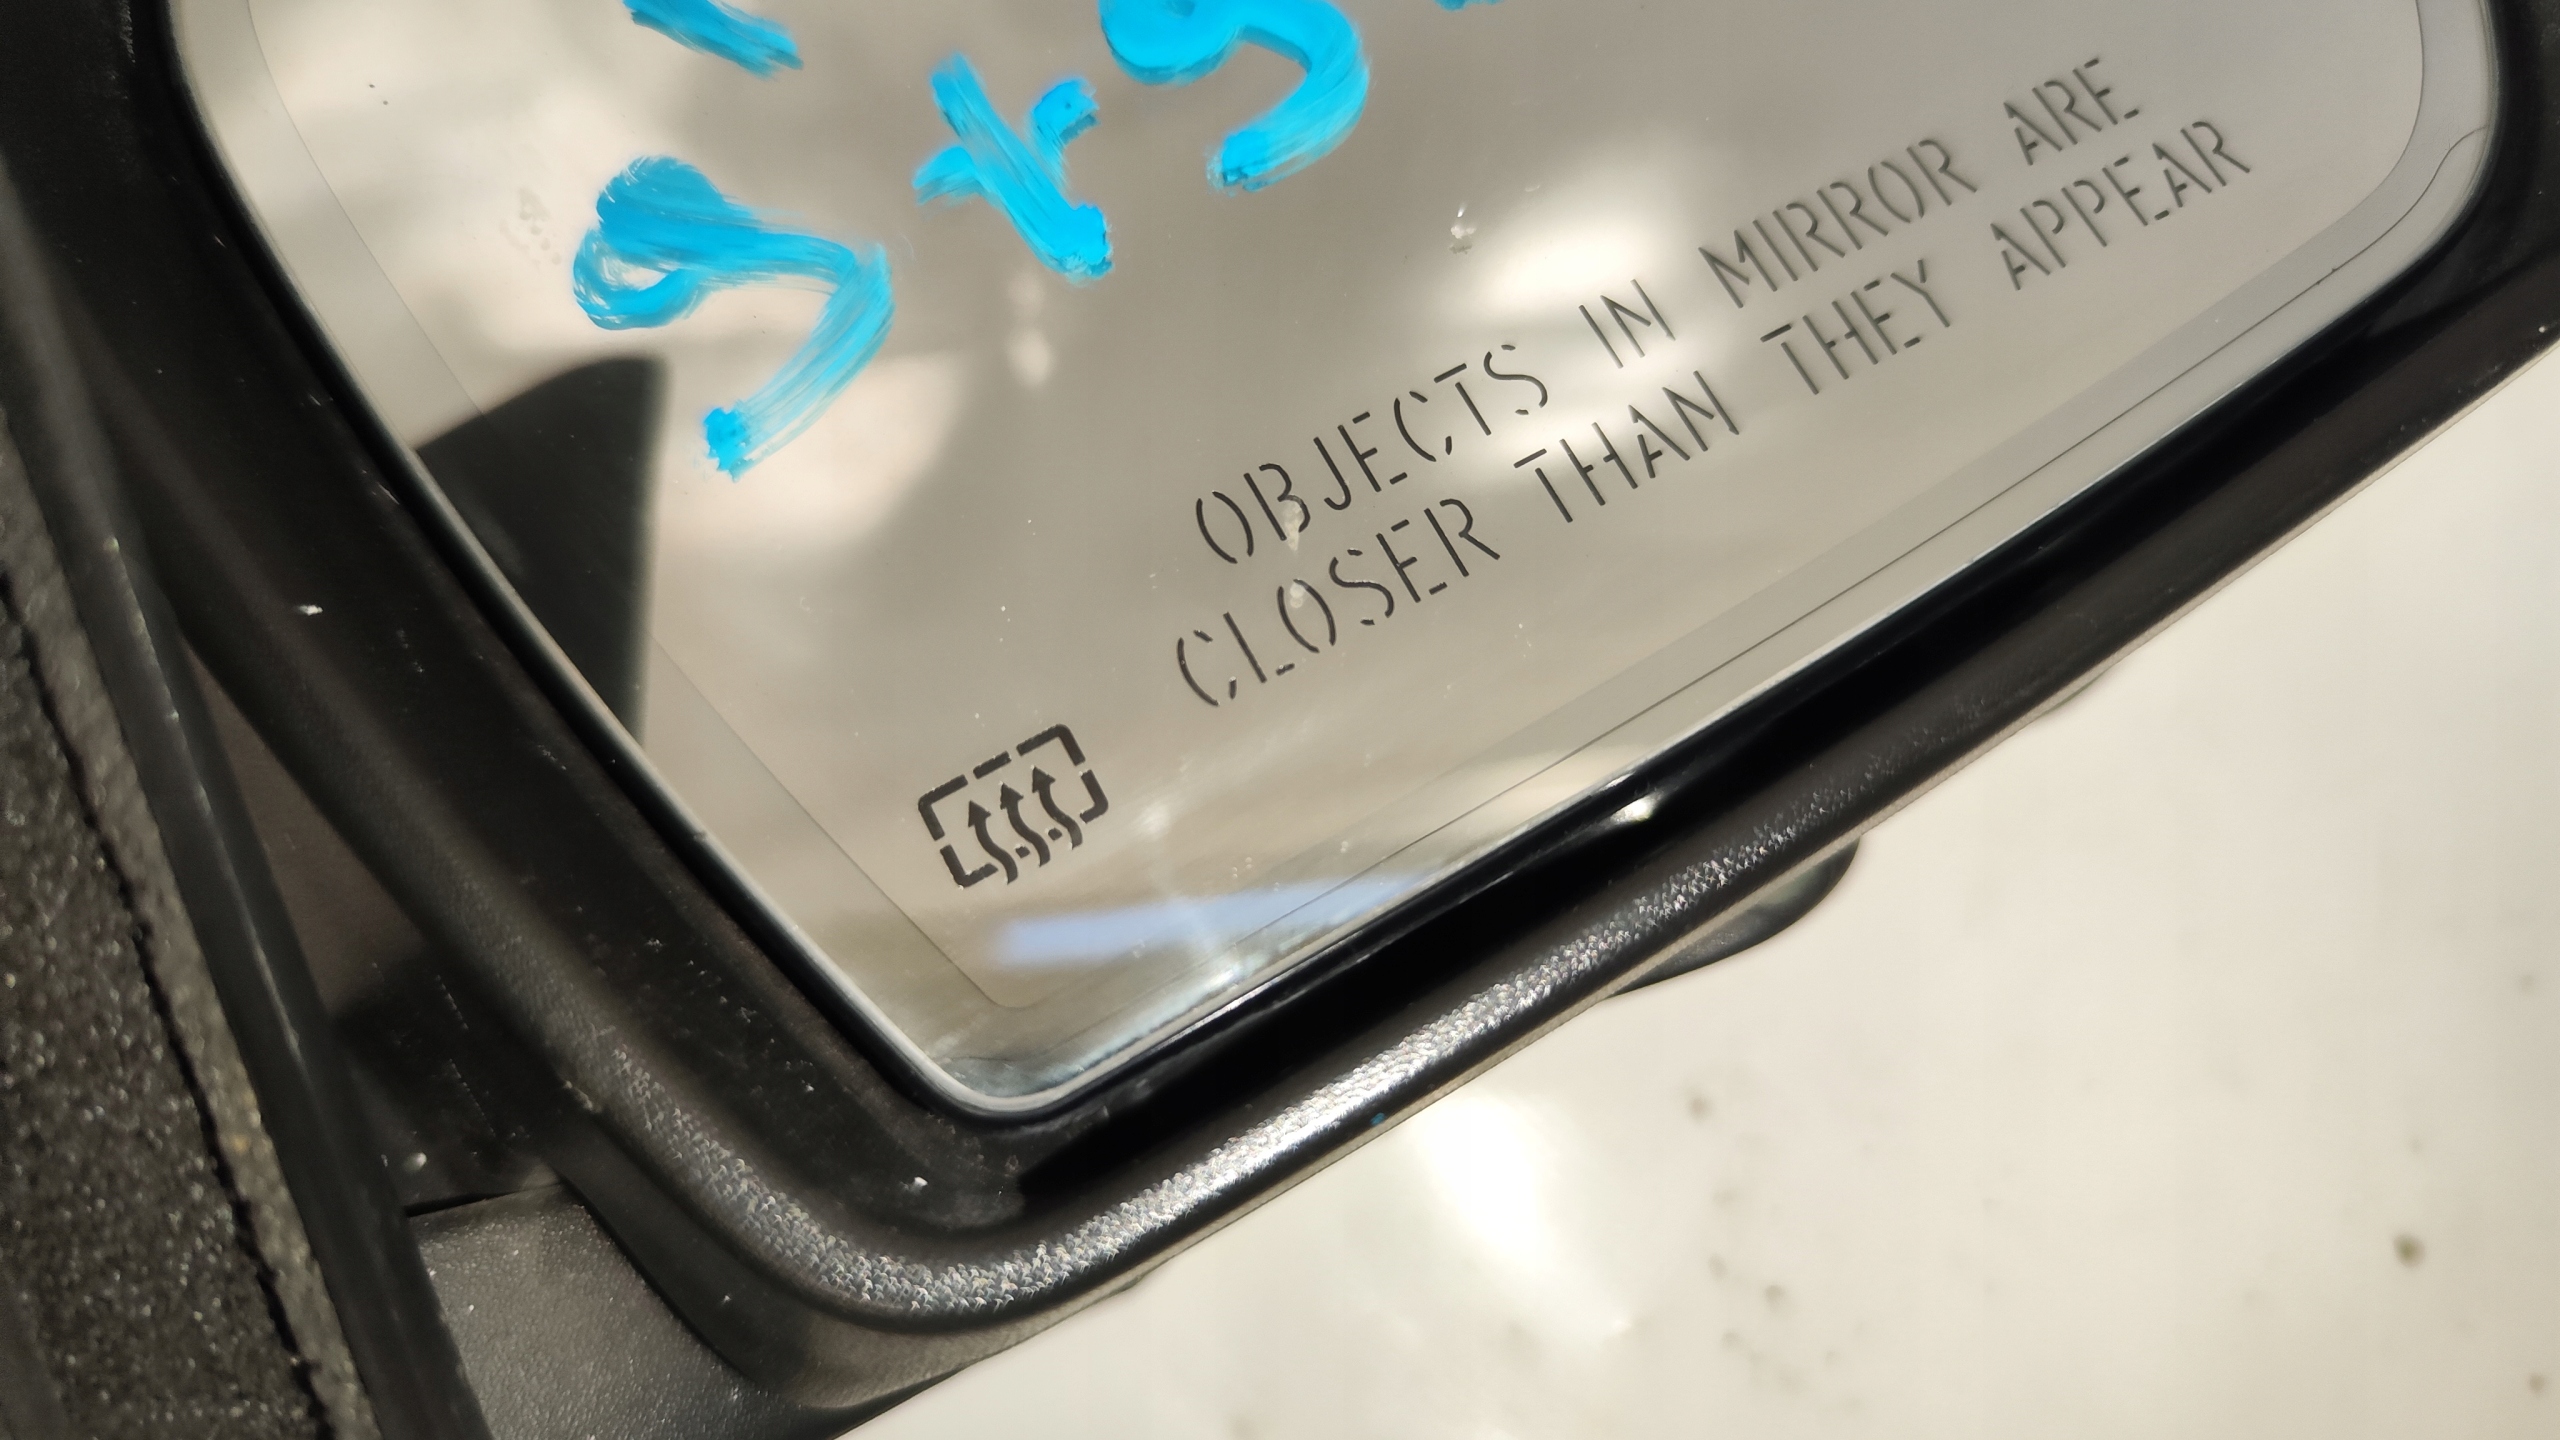 OBJECTS IN MIRROR ARE
CLOSER THAN THEY APPEAR